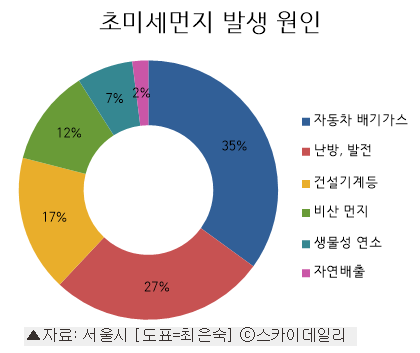 초미세먼지 발생 원인
2%
7%
12%
35%
17%
27%
자동차 배기가스
난방, 발전
건설기계등
비산 먼지
생물성 연소
자연배출
▲자료: 서울시 [도표=최은숙] ⓒ스카이데일리